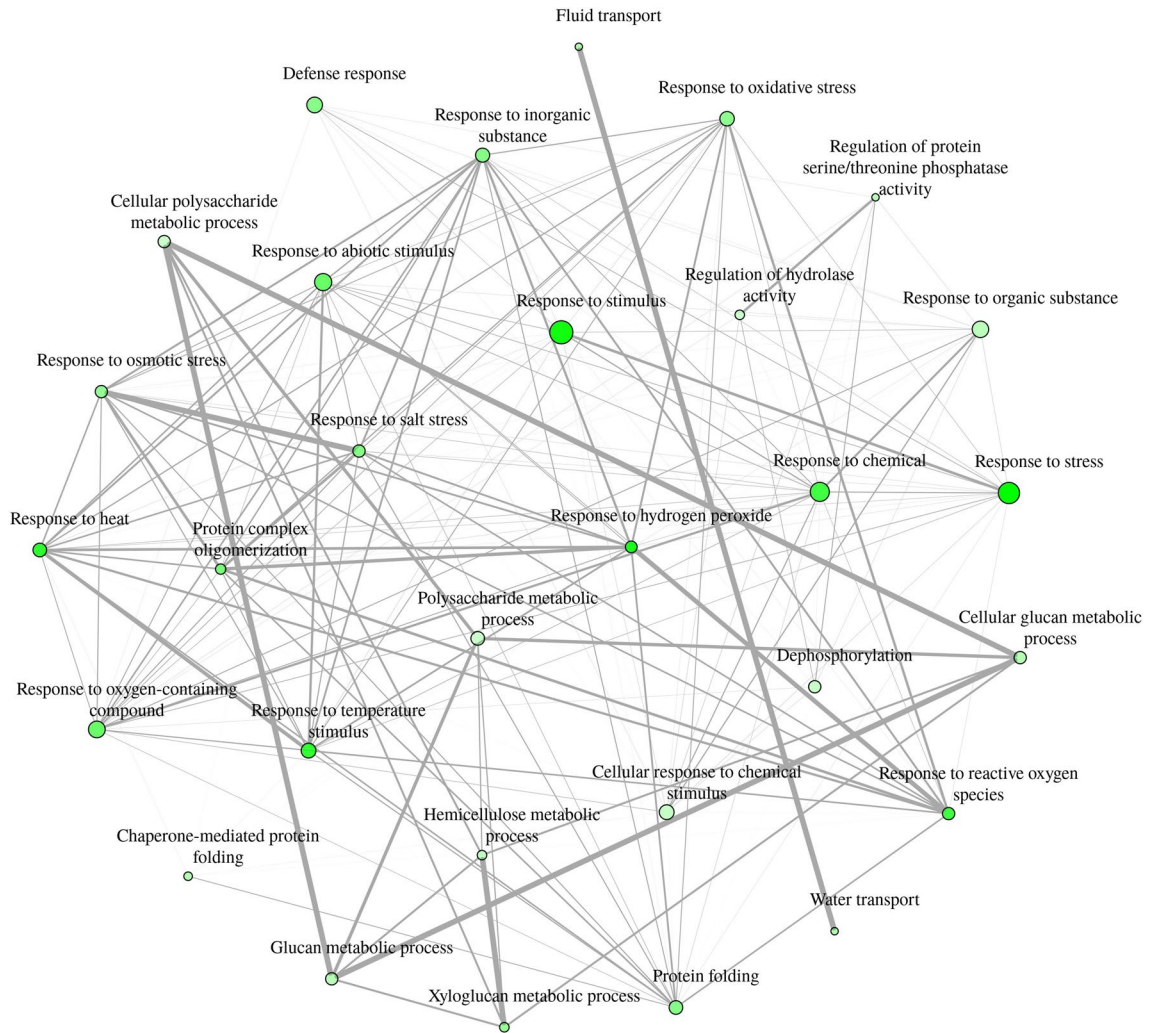 Fluid transport
Defense response
Response to oxidative stress
Response to inorganic
substance
Regulation of protein
serine/threonine phosphatase
activity
Cellular polysaccharide
metabolic process
Response to abiotic stimulus
Regulation of hydrolase
activity
Response to stimulus
Response to organic substance
Response to osmotic stress
Response to salt stress
Response to chemical
Response to stress
Response to heat
Protein complex
oligomerization
Response to hydrogen peroxide
Polysaccharide metabolic
process
Cellular glucan metabolic
process
Dephosphorylation
Response to oxygen-containing
compound
Response to temperature
stimulus
Cellular response to chemical
stimulus
Response to reactive oxygen
species
Hemicellulose metabolic
process
Chaperone-mediated protein
folding
Water transport
Glucan metabolic process
Protein folding
Xyloglucan metabolic process